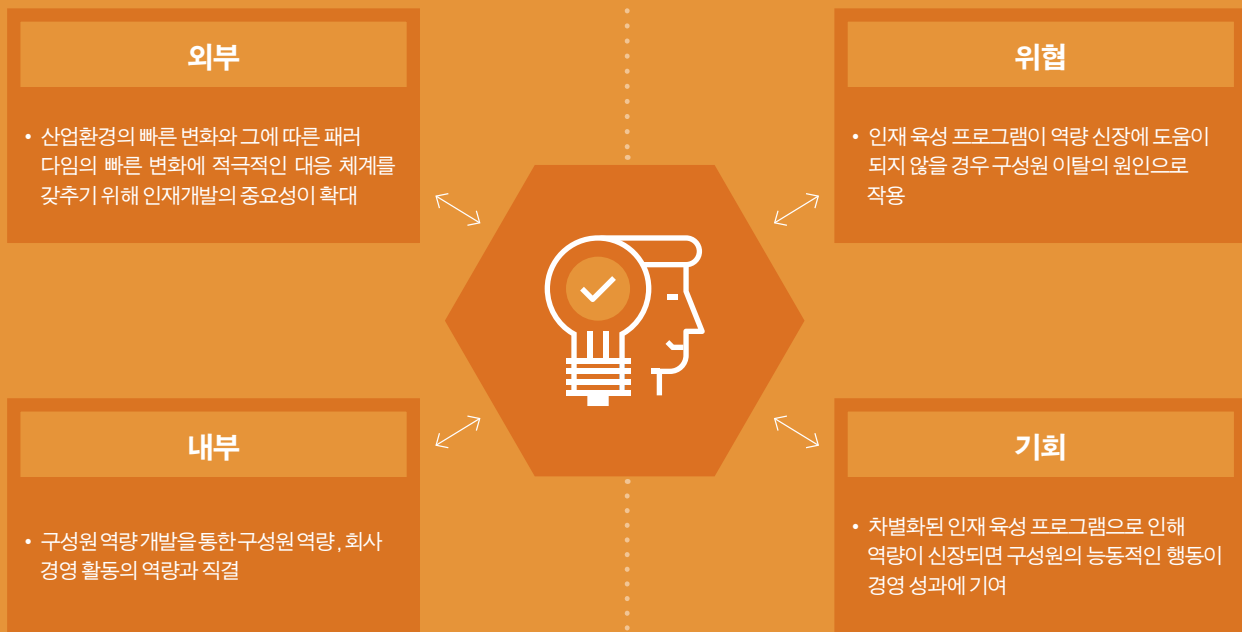 외부
• 산업환경의 빠른 변화와 그에 따른 패러
다임의 빠른 변화에 적극적인 대응 체계를
갖추기 위해 인재개발의 중요성이 확대
위협
• 인재 육성 프로그램이 역량 신장에 도움이
되지 않을 경우 구성원 이탈의 원인으로
작용
내부
• 구성원 역량 개발을 통한 구성원 역량, 회사
경영 활동의 역량과 직결
기회
• 차별화된 인재 육성 프로그램으로 인해
역량이 신장되면 구성원의 능동적인 행동이
경영 성과에 기여